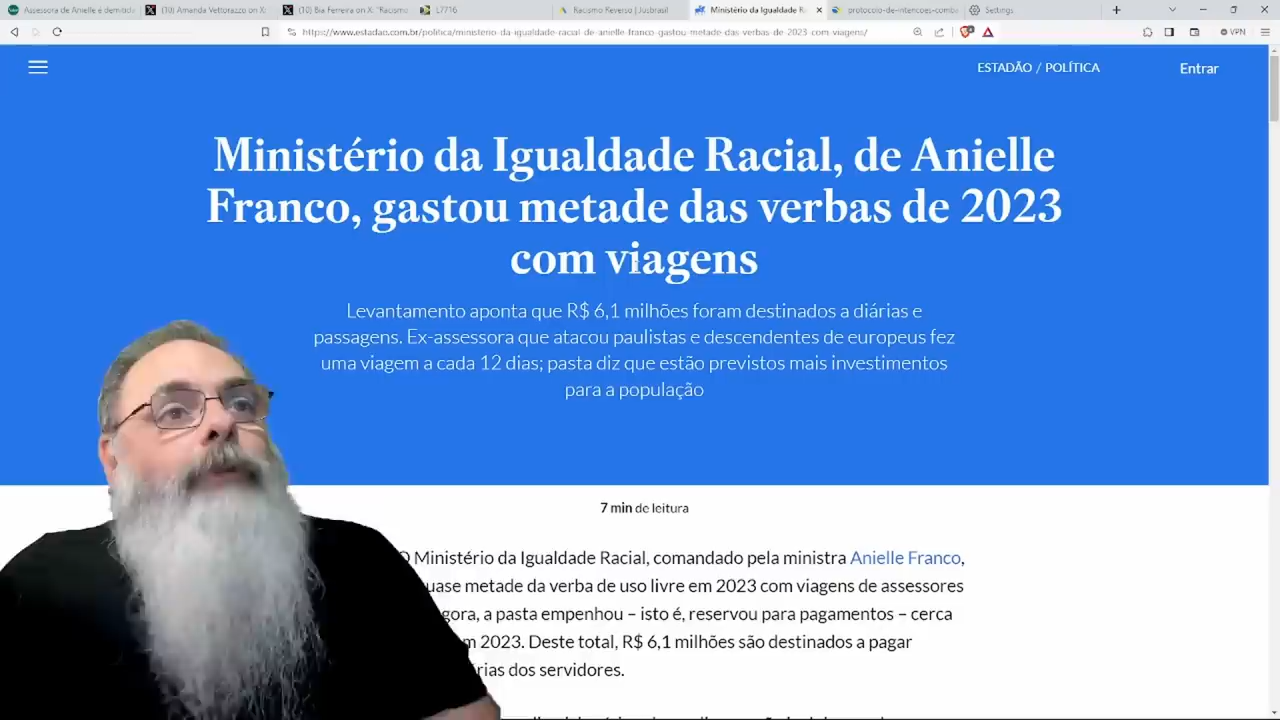 Assessora de Anielle é demitida
(10) Amanda Vettorazzo on X:
(10) Bia Ferreira on X: "Racismo
L7716
Racismo Reverso | Jusbrasil
Ministério da Igualdade R
protocolo-de-intencoes-comb
Settings
https://www.estadao.com.br/politica/ministerio-da-igualdade-racial-de-anielle-franco-gastou-metade-das-verbas-de-2023-com-viagens/
VPN
ESTADÃO / POLÍTICA
Entrar
Ministério da Igualdade Racial, de Anielle
Franco, gastou metade das verbas de 2023
com viagens
Levantamento aponta que R$ 6,1 milhões foram destinados a diárias e
passagens. Ex-assessora que atacou paulistas e descendentes de europeus fez
uma viagem a cada 12 dias; pasta diz que estão previstos mais investimentos
para a população
7 min de leitura
O Ministério da Igualdade Racial, comandado pela ministra Anielle Franco,
uase metade da verba de uso livre em 2023 com viagens de assessores
gora, a pasta empenhou – isto é, reservou para pagamentos – cerca
m 2023. Deste total, R$ 6,1 milhões são destinados a pagar
rias dos servidores.